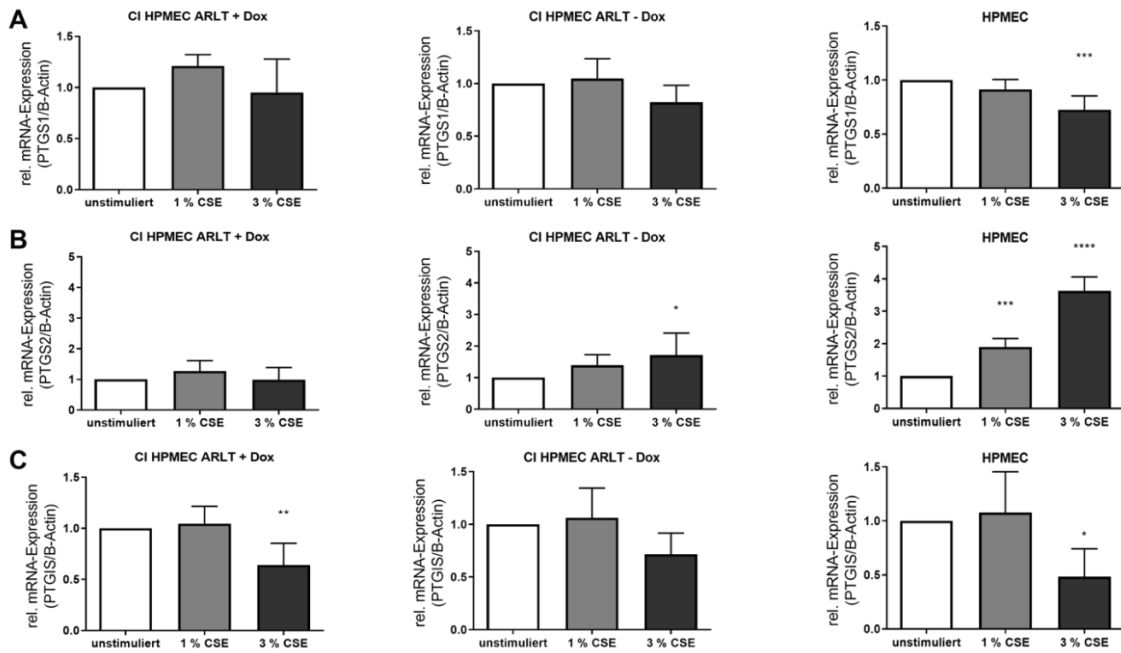 A
CI HPMEC ARLT + Dox
rel. mRNA-Expression
(PTGS1/B-Actin)
1.5
1.0
0.5
0.0
unstimuliert 1 % CSE 3 % CSE
CI HPMEC ARLT - Dox
rel. mRNA-Expression
(PTGS1/B-Actin)
1.5
1.0
0.5
0.0
unstimuliert 1 % CSE 3 % CSE
HPMEC
rel. mRNA-Expression
(PTGS1/B-Actin)
1.5
1.0
0.5
0.0
***
unstimuliert 1 % CSE 3 % CSE
B
CI HPMEC ARLT + Dox
rel. mRNA-Expression
(PTGS2/B-Actin)
5
4
3
2
1
0
unstimuliert 1 % CSE 3 % CSE
CI HPMEC ARLT - Dox
rel. mRNA-Expression
(PTGS2/B-Actin)
5
4
3
2
1
0
*
unstimuliert 1 % CSE 3 % CSE
HPMEC
rel. mRNA-Expression
(PTGS2/B-Actin)
5
4
3
2
1
0
***
****
unstimuliert 1 % CSE 3 % CSE
C
CI HPMEC ARLT + Dox
rel. mRNA-Expression
(PTGIS/B-Actin)
1.5
1.0
0.5
0.0
**
unstimuliert 1 % CSE 3 % CSE
CI HPMEC ARLT - Dox
rel. mRNA-Expression
(PTGIS/B-Actin)
1.5
1.0
0.5
0.0
unstimuliert 1 % CSE 3 % CSE
HPMEC
rel. mRNA-Expression
(PTGIS/B-Actin)
1.5
1.0
0.5
0.0
*
unstimuliert 1 % CSE 3 % CSE